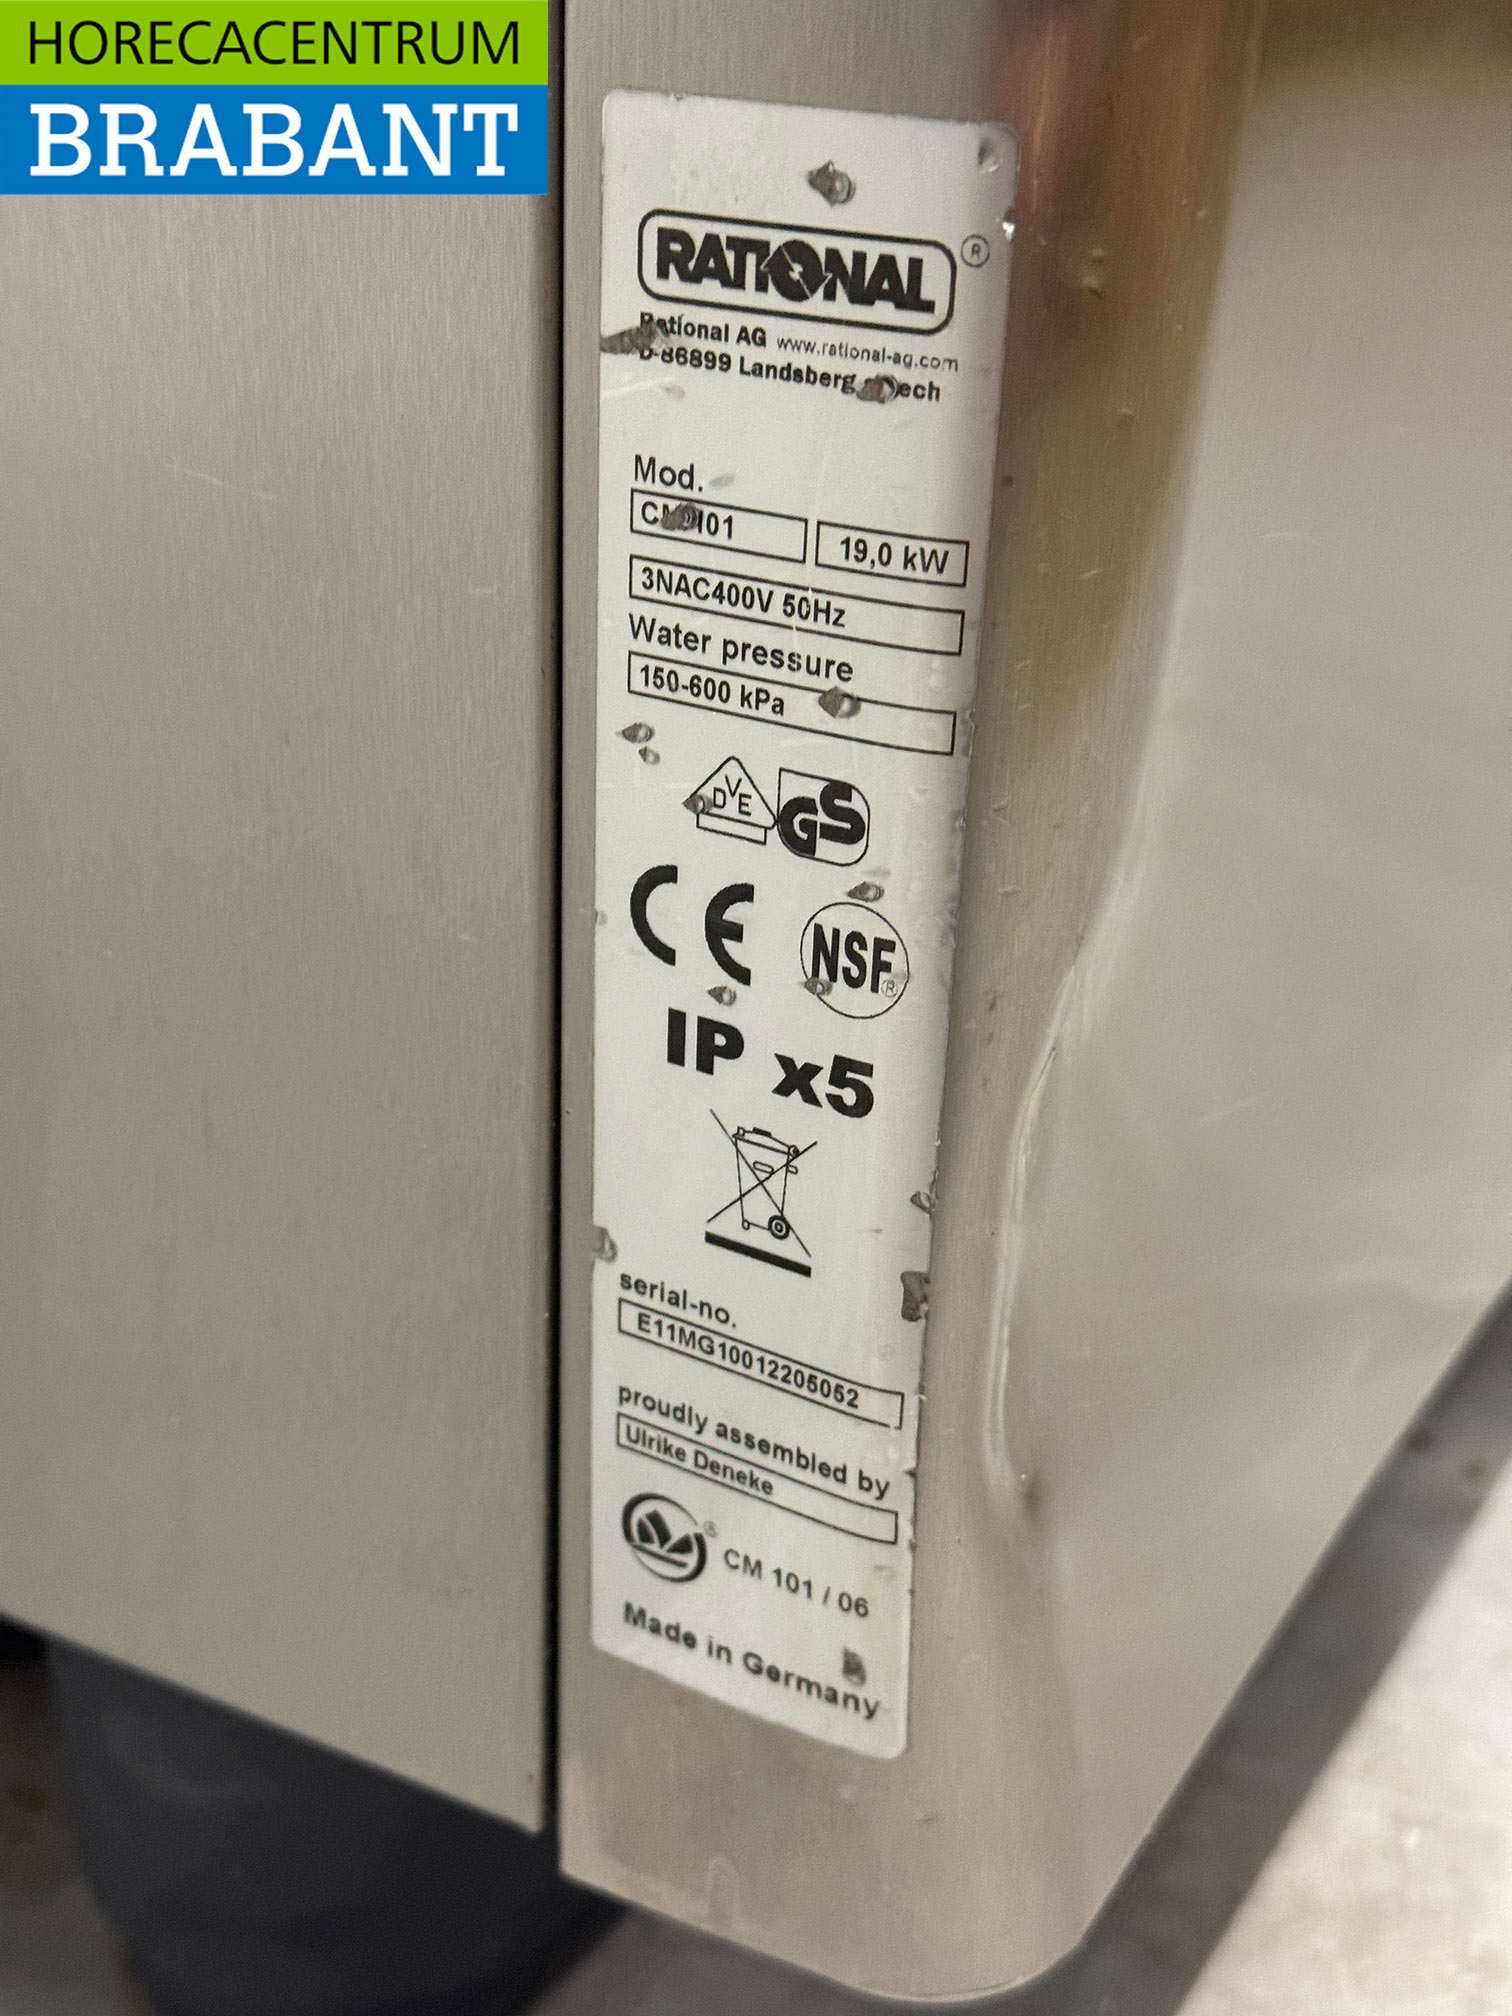 HORECACENTRUM
BRABANT
RATIONAL ®
Rational AG www.rational-ag.com
D-86899 Landsberg
Mod.
19,0 kW
3NAC400V 50Hz
Water pressure
150-600 kPa
DVE GS
CE NSF®
IP x5
serial-no.
E11MG10012205052
proudly assembled by
Ulrike Deneke
® CM 101 / 06
Made in Germany